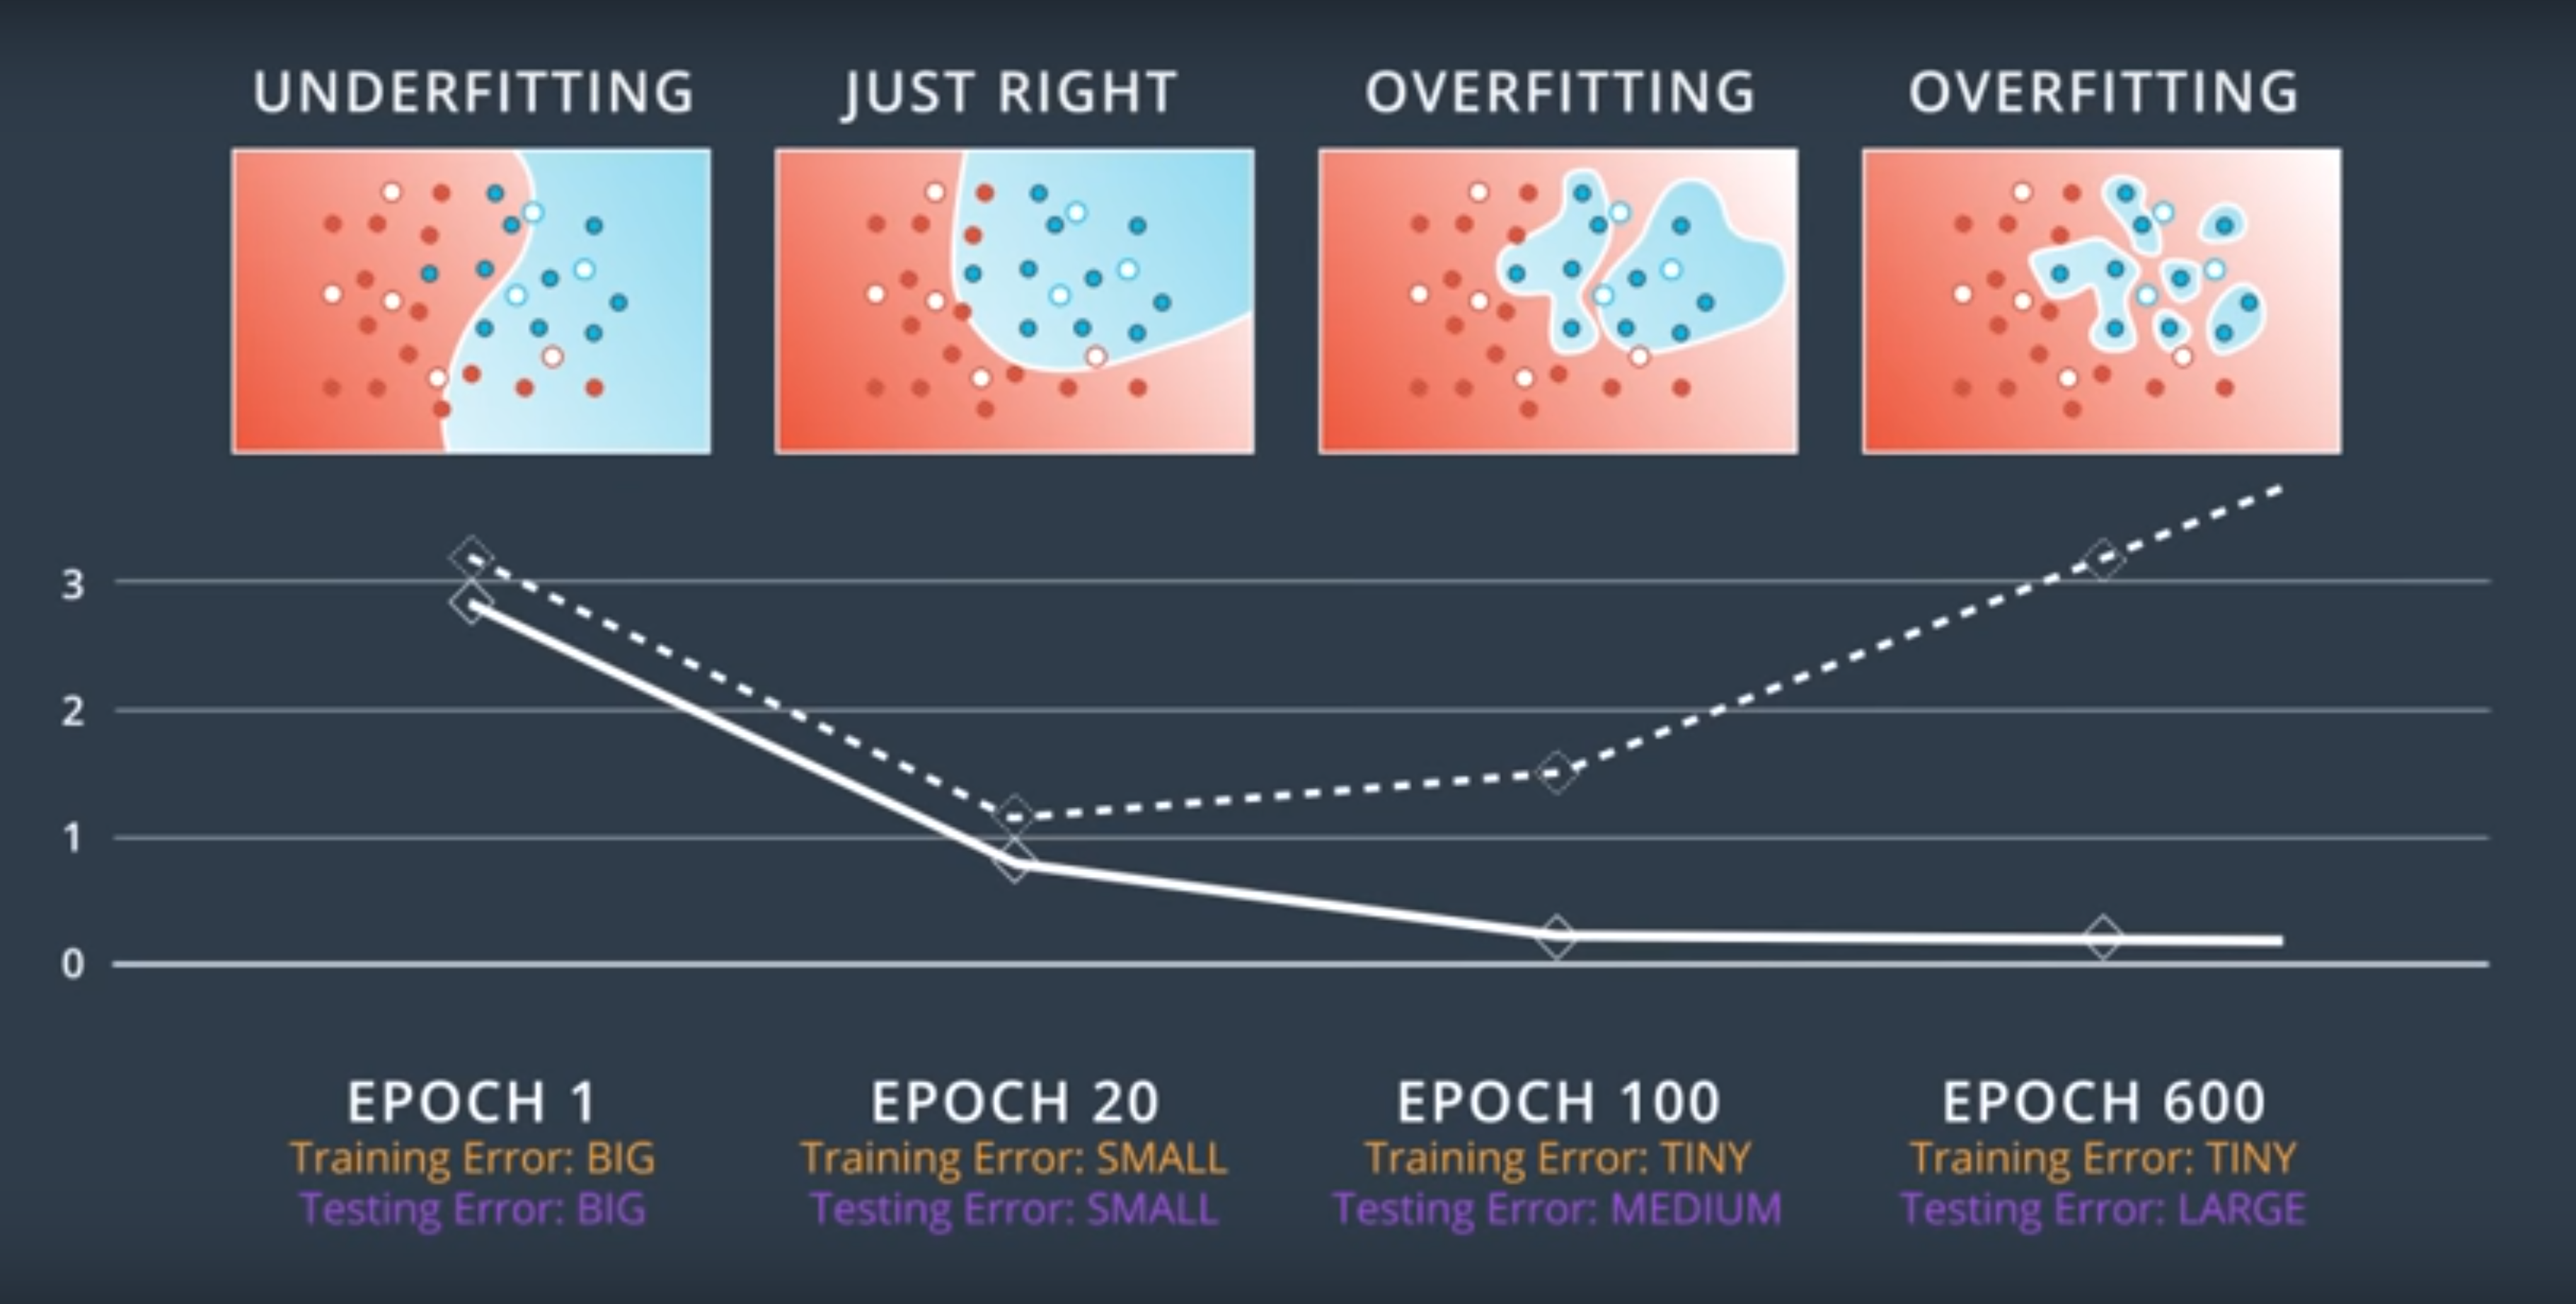 UNDERFITTING
JUST RIGHT
OVERFITTING
OVERFITTING
3
2
1
0
EPOCH 1
Training Error: BIG
Testing Error: BIG
EPOCH 20
Training Error: SMALL
Testing Error: SMALL
EPOCH 100
Training Error: TINY
Testing Error: MEDIUM
EPOCH 600
Training Error: TINY
Testing Error: LARGE